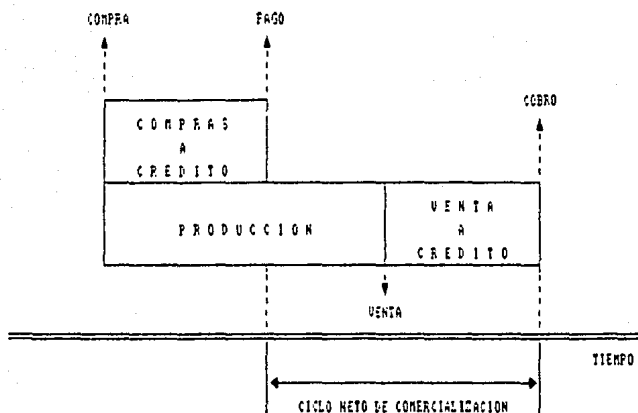 COMPRA
PAGO
COBRO
COMPRAS
A
CREDITO
PRODUCCION
VENTA
A
CREDITO
VENTA
TIEMPO
CICLO NETO DE COMERCIALIZACION